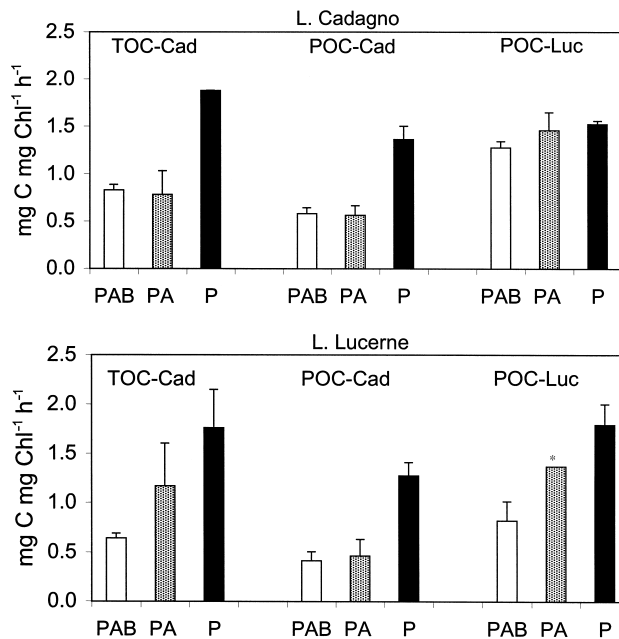 L. Cadagno
TOC-Cad POC-Cad POC-Luc
mg C mg Chl⁻¹ h⁻¹
2.5
2.0
1.5
1.0
0.5
0.0
PAB PA P PAB PA P PAB PA P
L. Lucerne
TOC-Cad POC-Cad POC-Luc
mg C mg Chl⁻¹ h⁻¹
2.5
2.0
1.5
1.0
0.5
0.0
*
PAB PA P PAB PA P PAB PA P